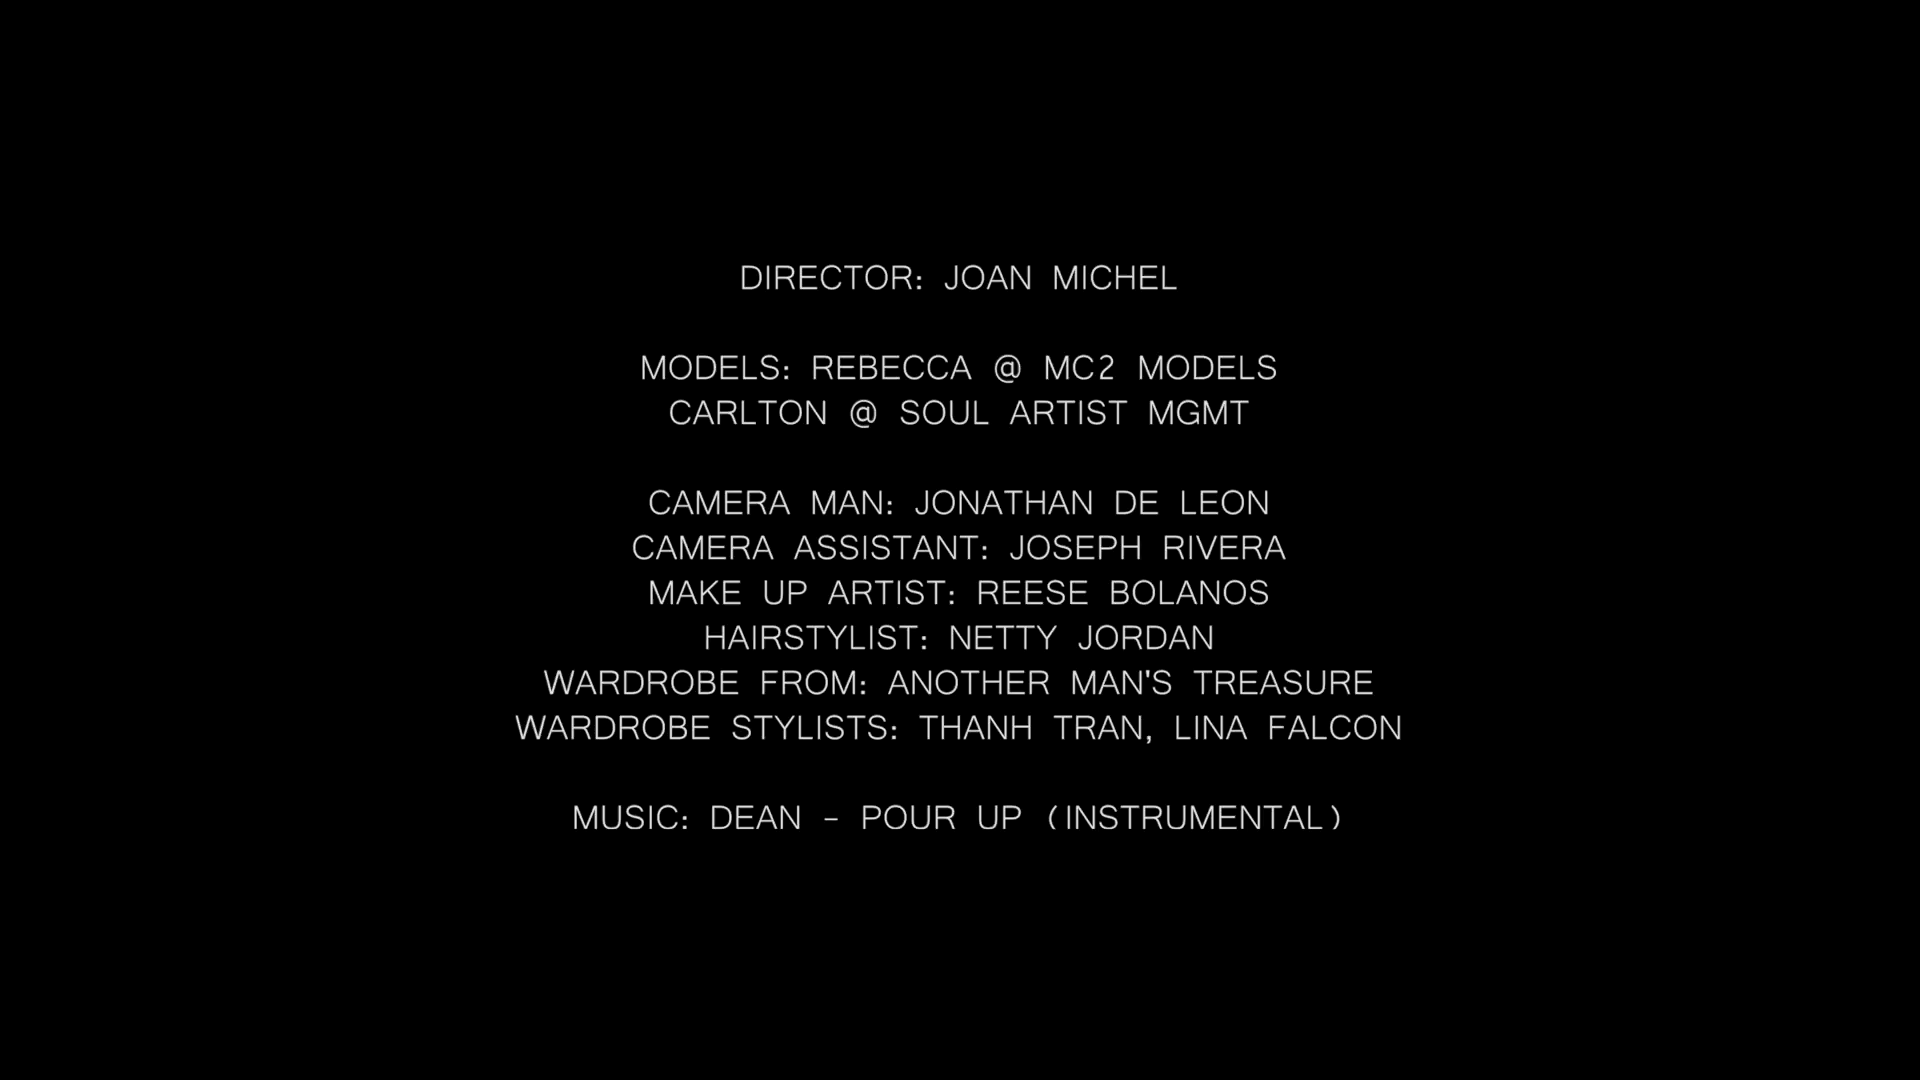 DIRECTOR: JOAN MICHEL
MODELS: REBECCA @ MC2 MODELS
CARLTON @ SOUL ARTIST MGMT
CAMERA MAN: JONATHAN DE LEON
CAMERA ASSISTANT: JOSEPH RIVERA
MAKE UP ARTIST: REESE BOLANOS
HAIRSTYLIST: NETTY JORDAN
WARDROBE FROM: ANOTHER MAN'S TREASURE
WARDROBE STYLISTS: THANH TRAN, LINA FALCON
MUSIC: DEAN - POUR UP (INSTRUMENTAL)